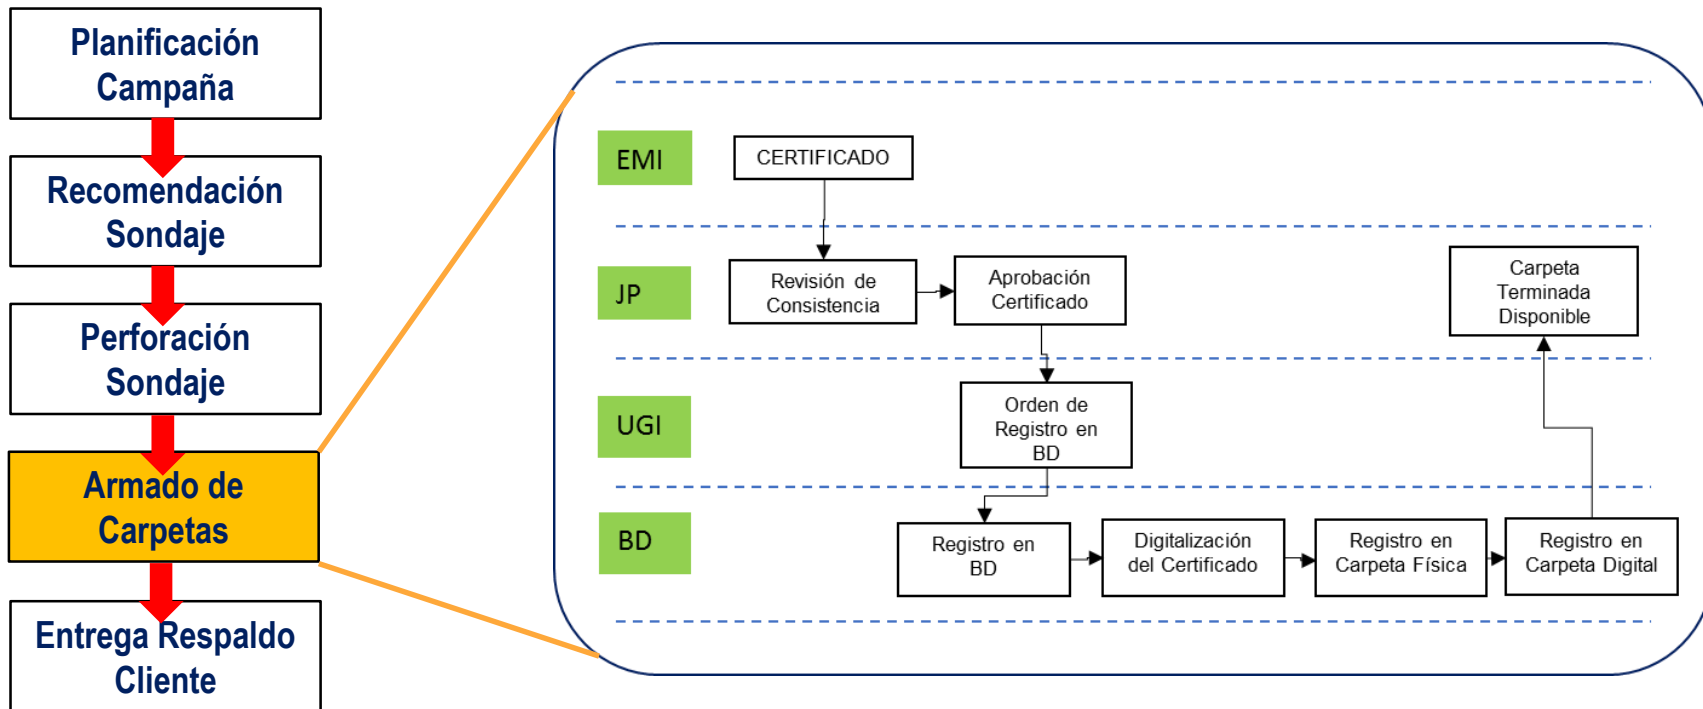 Planificación
Campaña
Recomendación
Sondaje
Perforación
Sondaje
Armado de
Carpetas
Entrega Respaldo
Cliente
EMI
CERTIFICADO
JP
Revisión de
Consistencia
Aprobación
Certificado
Carpeta
Terminada
Disponible
UGI
Orden de
Registro en
BD
BD
Registro en
BD
Digitalización
del Certificado
Registro en
Carpeta Física
Registro en
Carpeta Digital